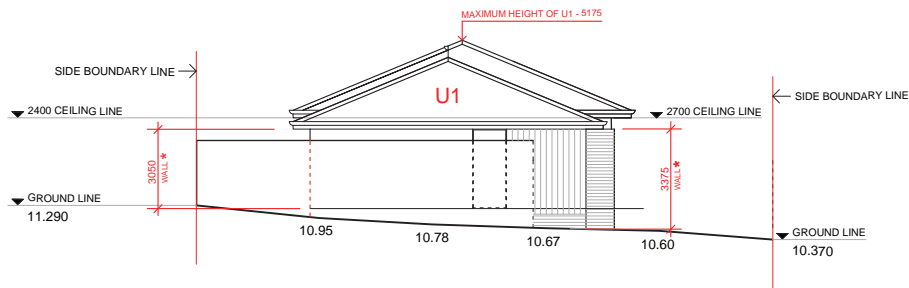 MAXIMUM HEIGHT OF U1 - 5175
SIDE BOUNDARY LINE
U1
SIDE BOUNDARY LINE
2400 CEILING LINE
2700 CEILING LINE
3050
WALL *
3375
WALL *
GROUND LINE
11.290
10.95
10.78
10.67
10.60
GROUND LINE
10.370